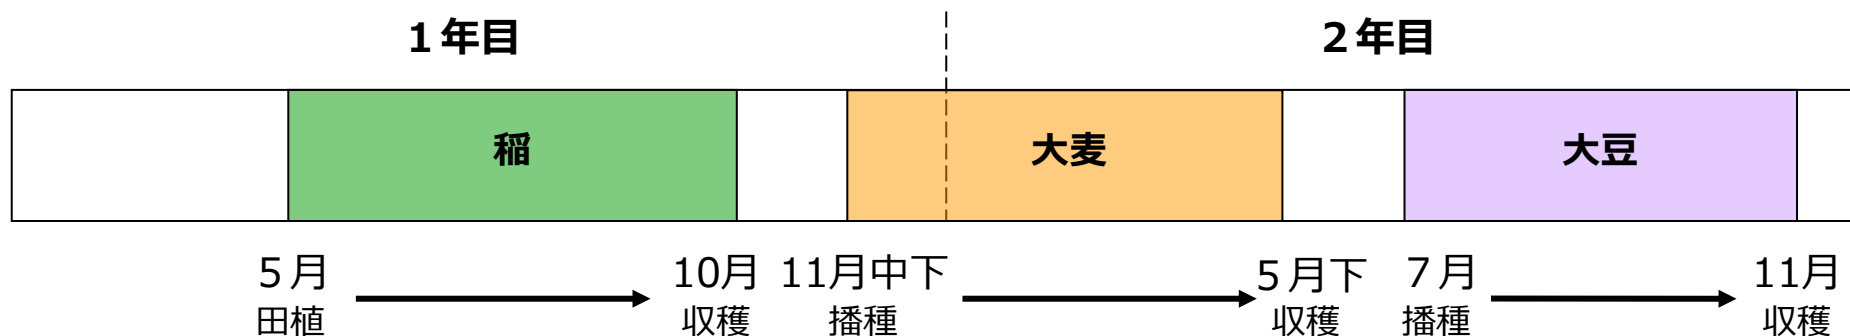 1年目
2年目
稲
大麦
大豆
5月
田植
10月
収穫
11月中下
播種
5月下
収穫
7月
播種
11月
収穫